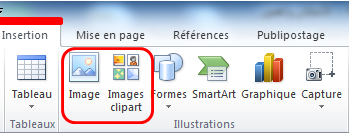 Insertion Mise en page Références Publipostage
Tableau Image Images Formes SmartArt Graphique Capture
clipart
Tableaux Illustrations